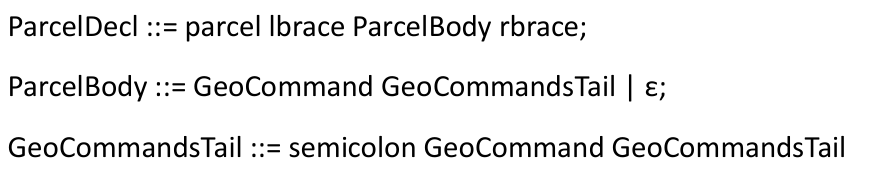 ParcelDecl ::= parcel lbrace ParcelBody rbrace;
ParcelBody ::= GeoCommand GeoCommandsTail | ε;
GeoCommandsTail ::= semicolon GeoCommand GeoCommandsTail